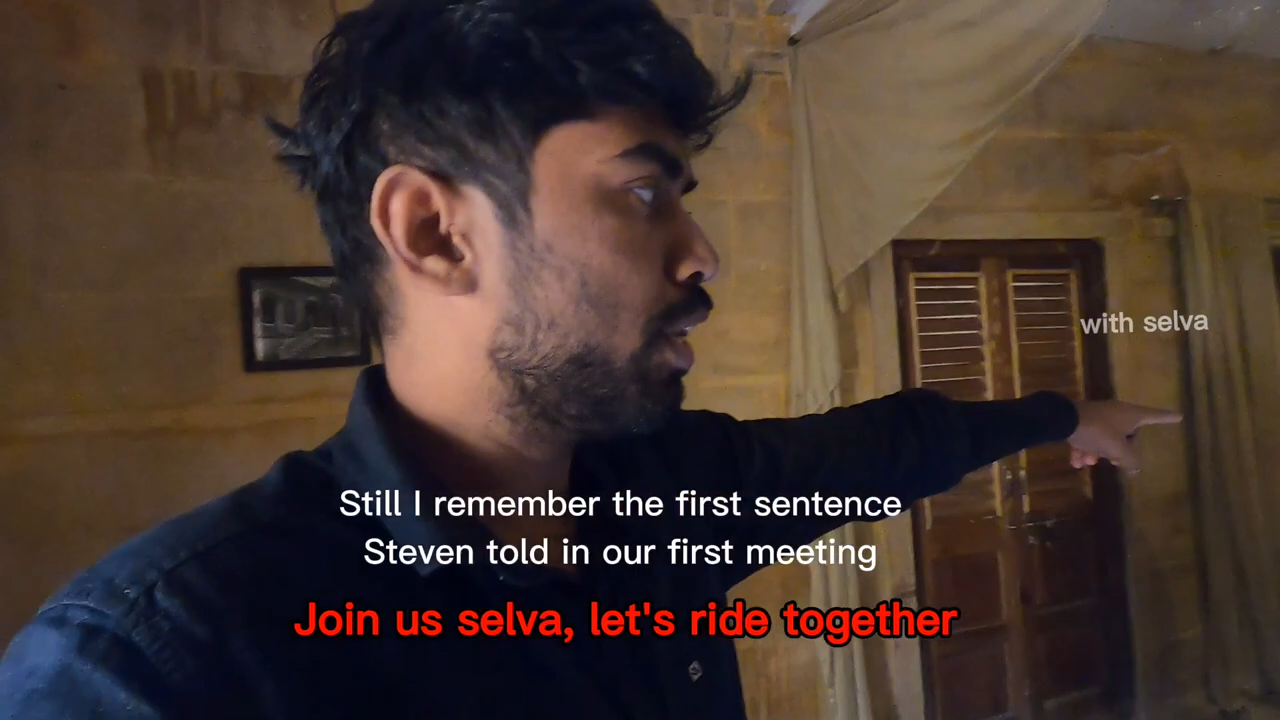 with selva
Still I remember the first sentence
Steven told in our first meeting
Join us selva, let's ride together